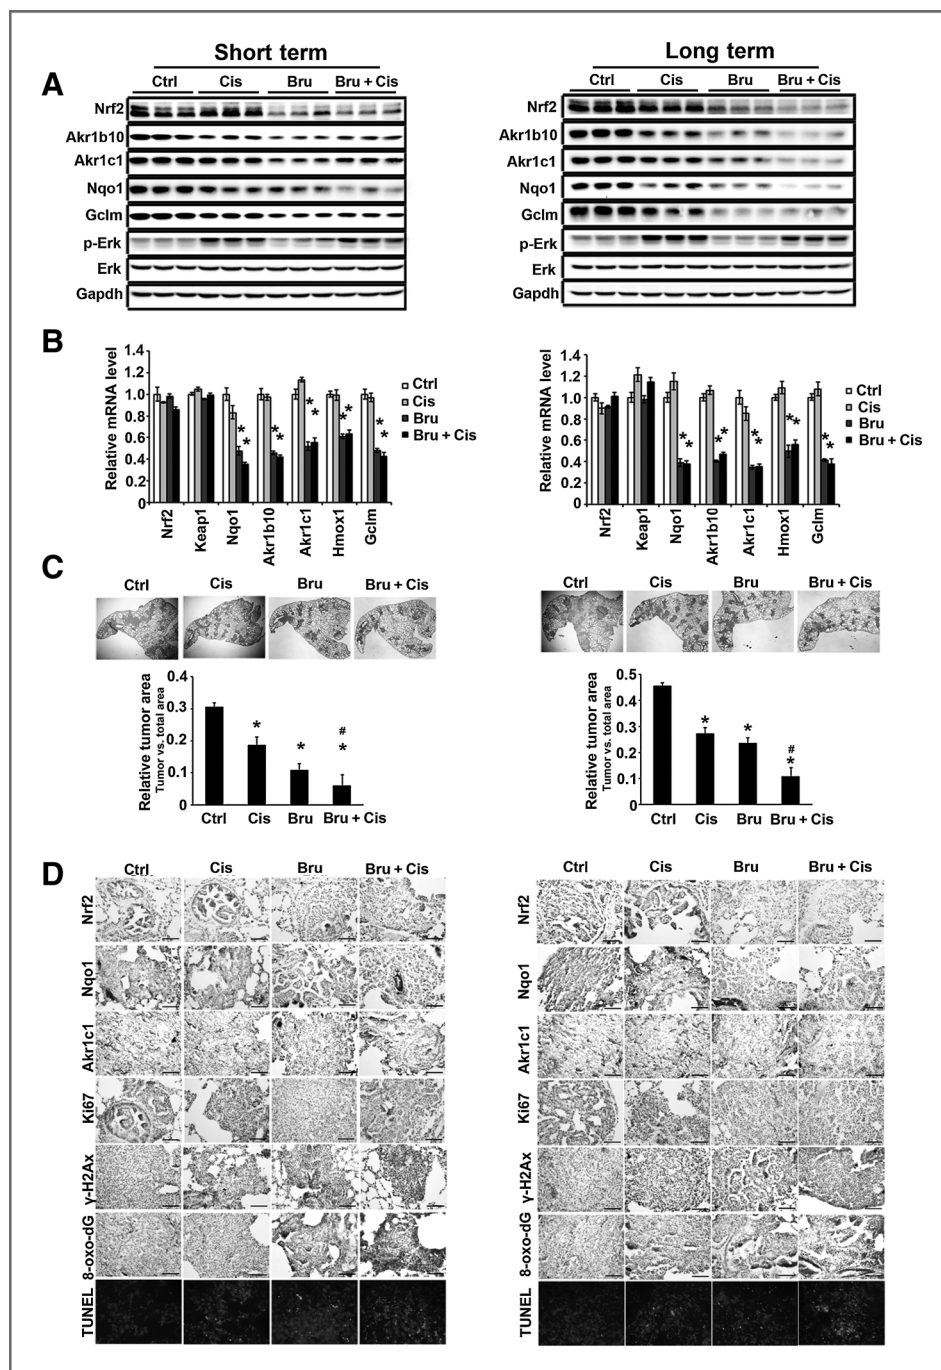 Short term
Long term
A
Ctrl Cis Bru Bru + Cis
Nrf2
Akr1b10
Akr1c1
Nqo1
Gclm
p-Erk
Erk
Gapdh
Ctrl Cis Bru Bru + Cis
Nrf2
Akr1b10
Akr1c1
Nqo1
Gclm
p-Erk
Erk
Gapdh
B
Relative mRNA level
1.4
1.2
1.0
0.8
0.6
0.4
0.2
0
* * * * * * * * * *
Ctrl
Cis
Bru
Bru + Cis
Nrf2 Keap1 Nqo1 Akr1b10 Akr1c1 Hmox1 Gclm
Relative mRNA level
1.4
1.2
1.0
0.8
0.6
0.4
0.2
0
* * * * * * * * * *
Ctrl
Cis
Bru
Bru + Cis
Nrf2 Keap1 Nqo1 Akr1b10 Akr1c1 Hmox1 Gclm
C
Ctrl Cis Bru Bru + Cis
Relative tumor area
Tumor vs. total area
0.4
0.3
0.2
0.1
0
* * # *
Ctrl Cis Bru Bru + Cis
Ctrl Cis Bru Bru + Cis
Relative tumor area
Tumor vs. total area
0.5
0.4
0.3
0.2
0.1
0
* * # *
Ctrl Cis Bru Bru + Cis
D
Ctrl Cis Bru Bru + Cis
Nrf2
Nqo1
Akr1c1
Ki67
γ-H2Ax
8-oxo-dG
TUNEL
Ctrl Cis Bru Bru + Cis
Nrf2
Nqo1
Akr1c1
Ki67
γ-H2Ax
8-oxo-dG
TUNEL